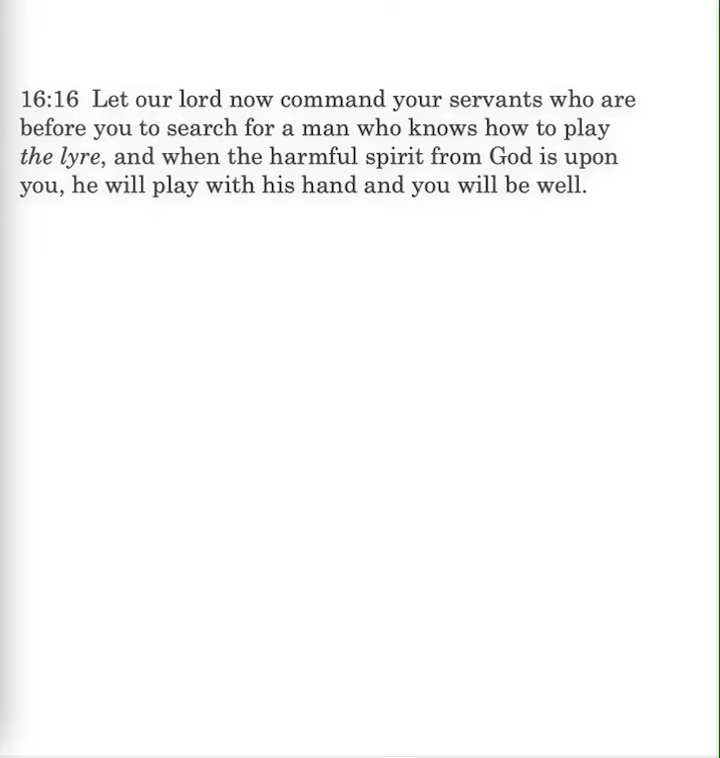 16:16 Let our lord now command your servants who are
before you to search for a man who knows how to play
the lyre, and when the harmful spirit from God is upon
you, he will play with his hand and you will be well.